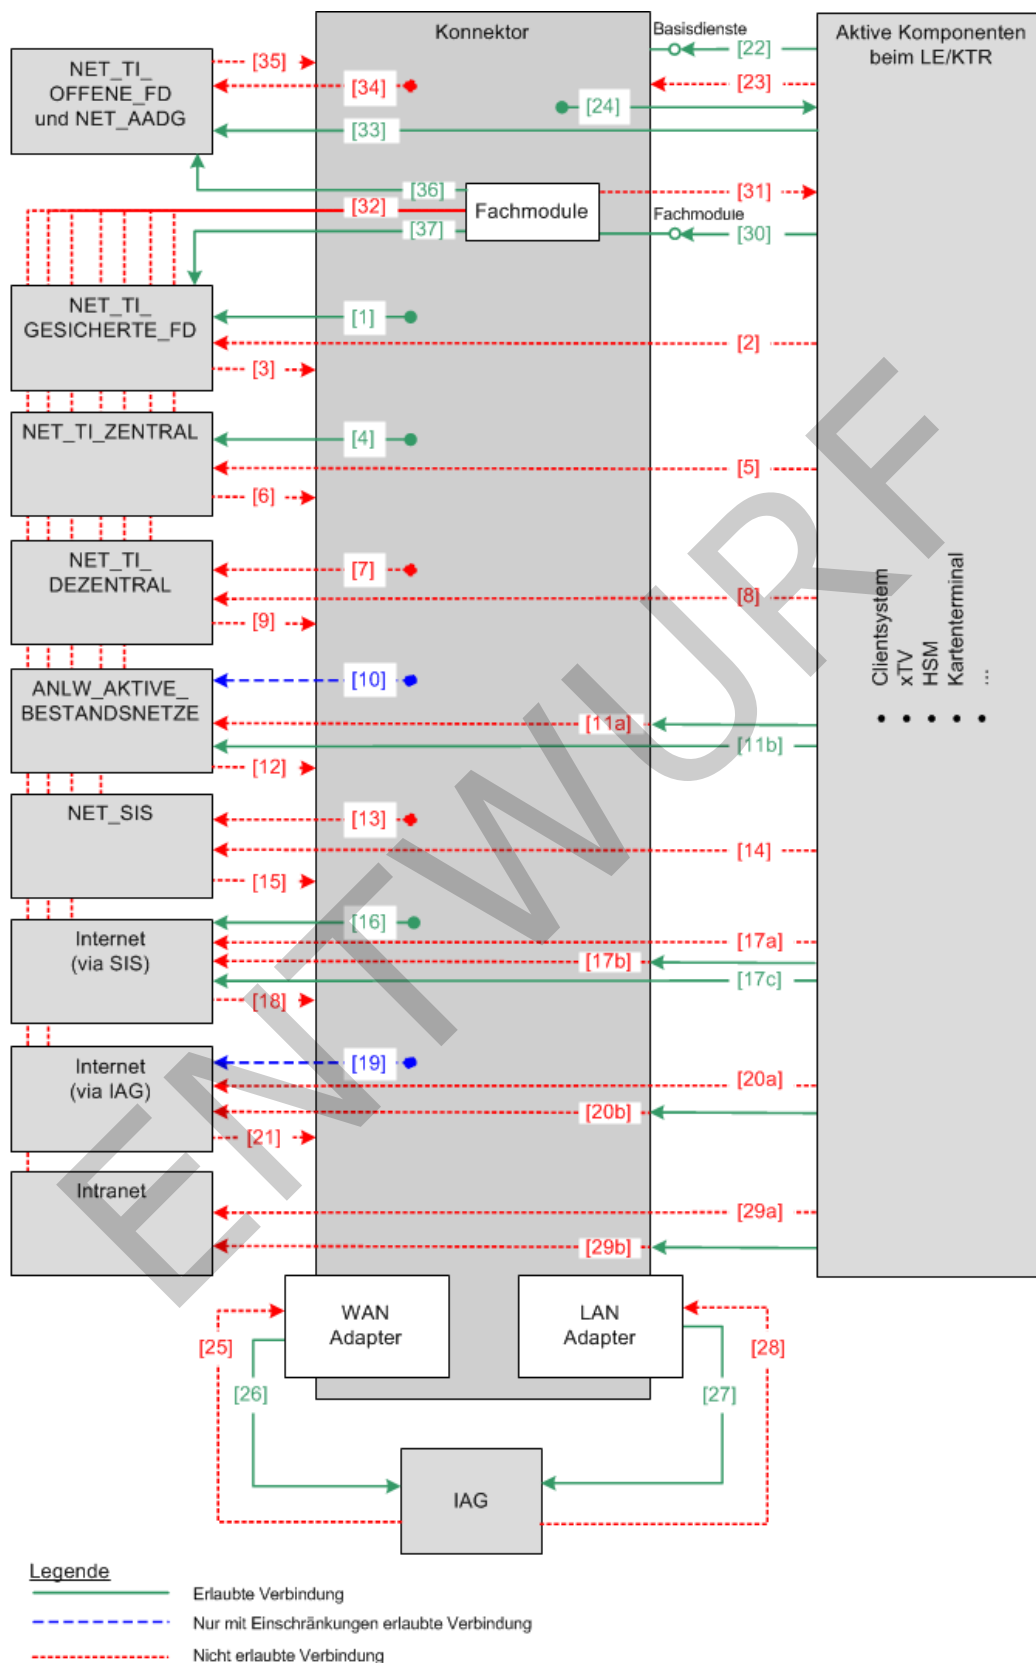 Konnektor
Basisdienste
Aktive Komponenten
beim LE/KTR
[22]
[35]
NET_TI_
OFFENE_FD
und NET_AADG
[34]
[23]
[24]
[33]
[36]
[31]
[32]
Fachmodule
Fachmodule
[37]
[30]
NET_TI_
GESICHERTE_FD
[1]
[2]
[3]
NET_TI_ZENTRAL
[4]
[5]
[6]
NET_TI_
DEZENTRAL
[7]
[8]
[9]
ANLW_AKTIVE_
BESTANDSNETZE
[10]
[11a]
[11b]
[12]
Clientsystem
xTV
HSM
Kartenterminal
...
NET_SIS
[13]
[14]
[15]
Internet
(via SIS)
[16]
[17a]
[17b]
[17c]
[18]
Internet
(via IAG)
[19]
[20a]
[20b]
[21]
Intranet
[29a]
[29b]
WAN
Adapter
LAN
Adapter
[25]
[28]
[26]
[27]
IAG
ENTWURF
Legende
Erlaubte Verbindung
Nur mit Einschränkungen erlaubte Verbindung
Nicht erlaubte Verbindung